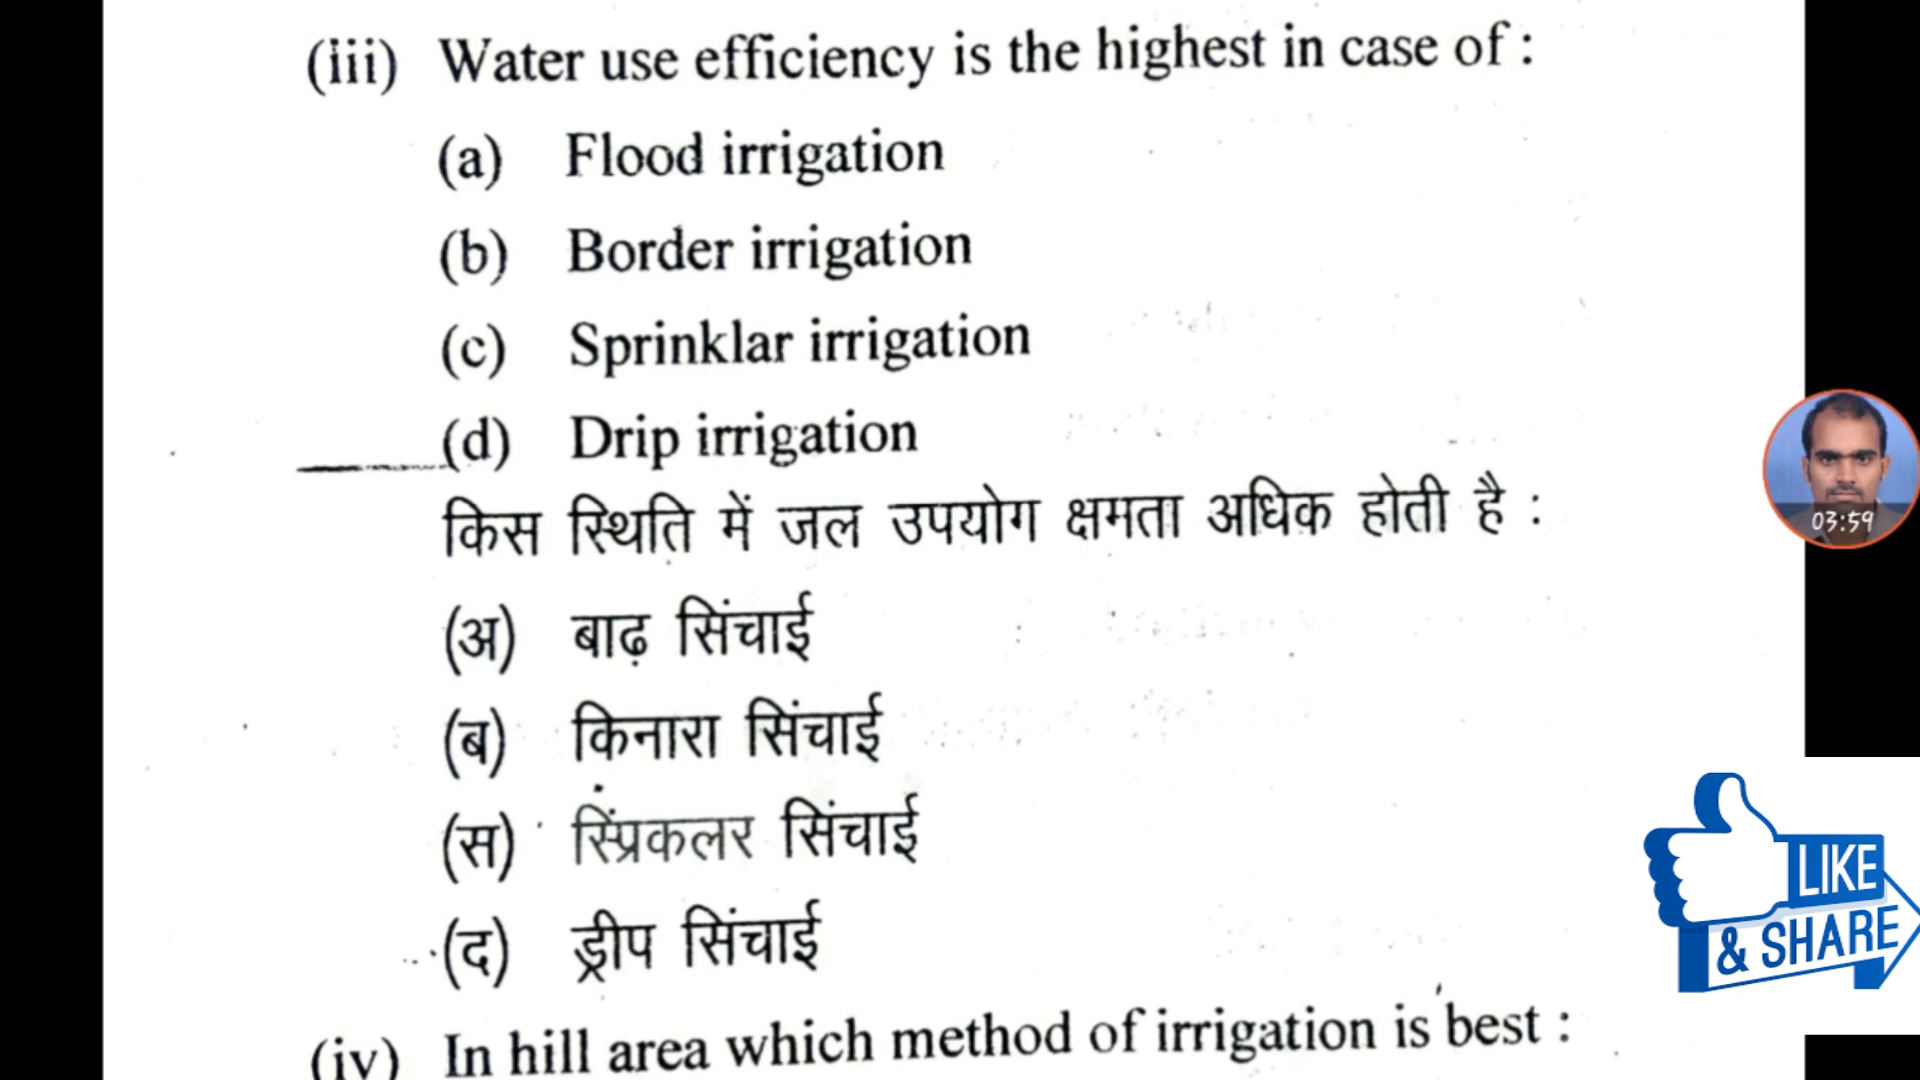 (iii) Water use efficiency is the highest in case of :
(a) Flood irrigation
(b) Border irrigation
(c) Sprinklar irrigation
(d) Drip irrigation
किस स्थिति में जल उपयोग क्षमता अधिक होती है :
(अ) बाढ़ सिंचाई
(ब) किनारा सिंचाई
(स) स्प्रिंकलर सिंचाई
(द) ड्रीप सिंचाई
(iv) In hill area which method of irrigation is best :
03:59
LIKE
& SHARE